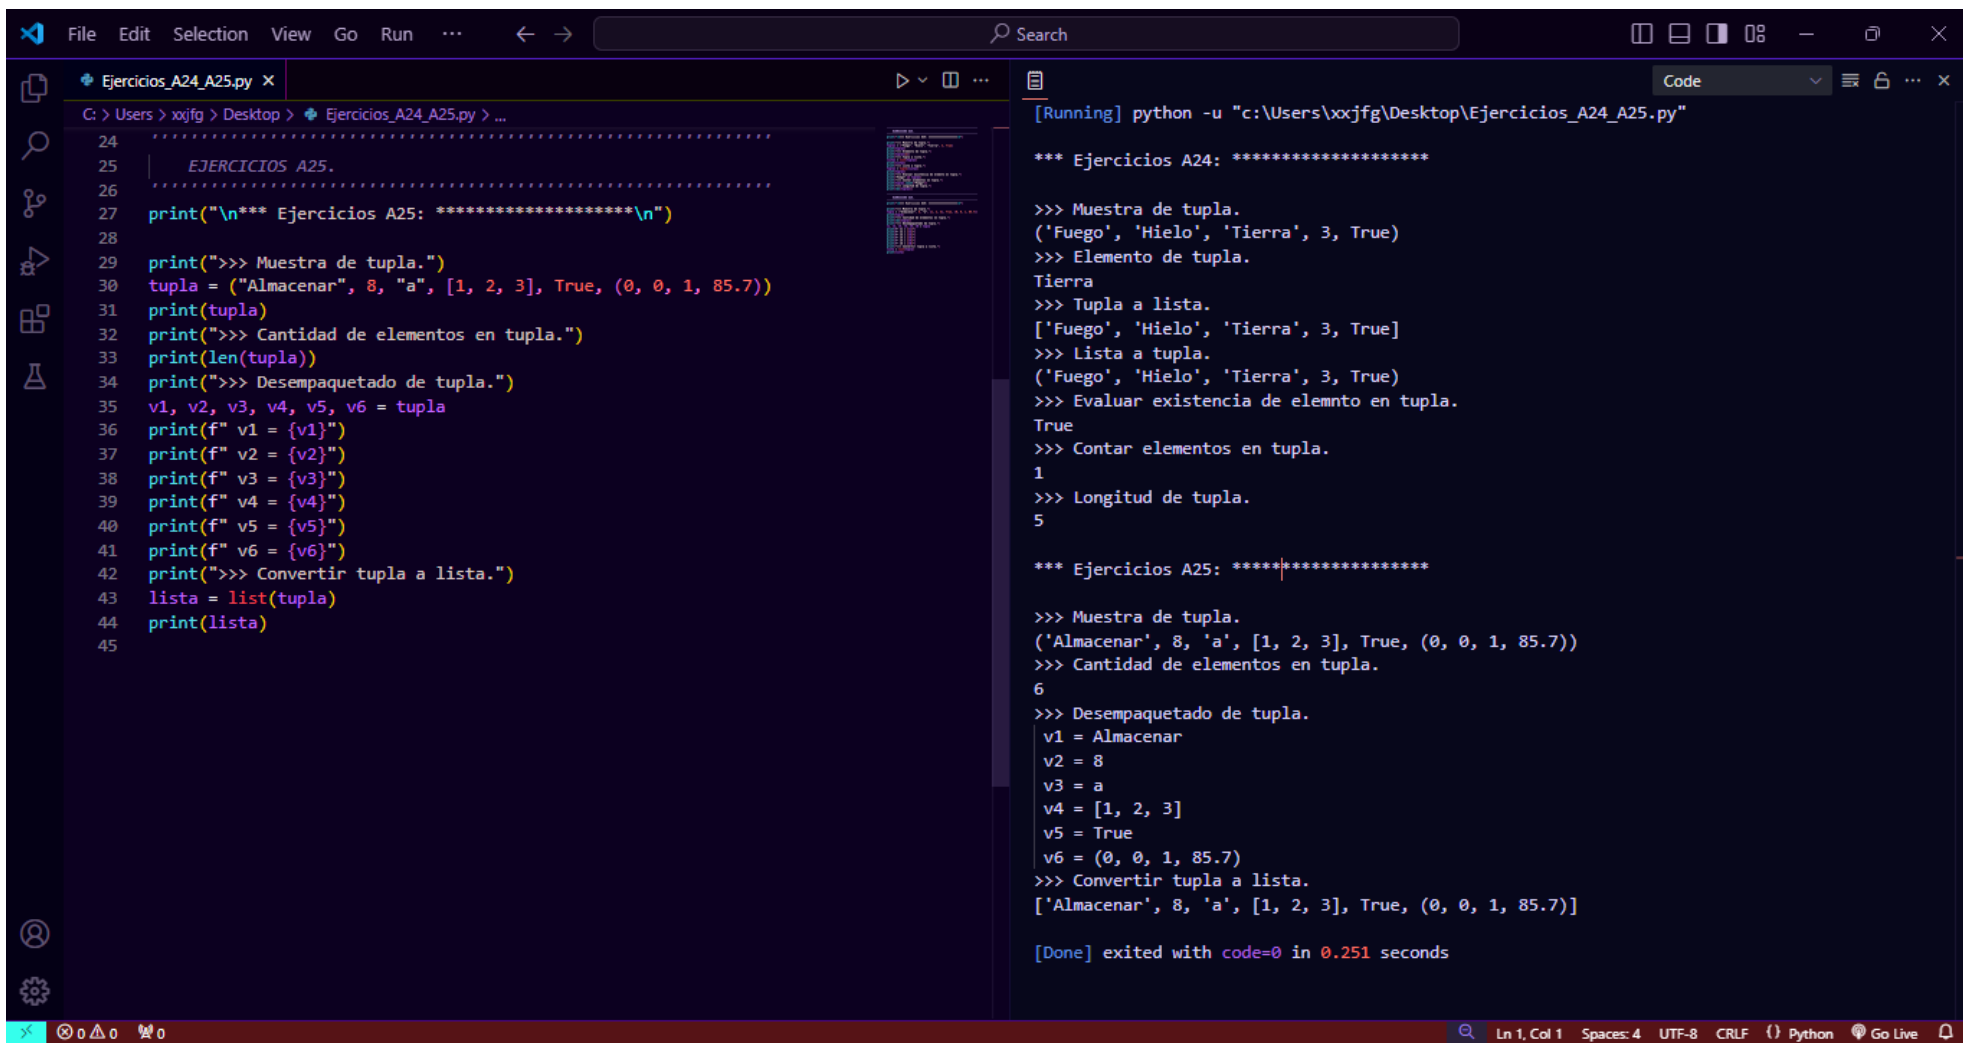 File Edit Selection View Go Run ··· ← → Search
Ejercicios_A24_A25.py ×
C: > Users > xxjfg > Desktop > Ejercicios_A24_A25.py > ...
24 '''''''''''''''''''''''''''''''''''''''''''''''''''''''''''''''
25 EJERCICIOS A25.
26 '''''''''''''''''''''''''''''''''''''''''''''''''''''''''''''''
27 print("\n*** Ejercicios A25: ********************\n")
28
29 print(">>> Muestra de tupla.")
30 tupla = ("Almacenar", 8, "a", [1, 2, 3], True, (0, 0, 1, 85.7))
31 print(tupla)
32 print(">>> Cantidad de elementos en tupla.")
33 print(len(tupla))
34 print(">>> Desempaquetado de tupla.")
35 v1, v2, v3, v4, v5, v6 = tupla
36 print(f" v1 = {v1}")
37 print(f" v2 = {v2}")
38 print(f" v3 = {v3}")
39 print(f" v4 = {v4}")
40 print(f" v5 = {v5}")
41 print(f" v6 = {v6}")
42 print(">>> Convertir tupla a lista.")
43 lista = list(tupla)
44 print(lista)
45
Code
[Running] python -u "c:\Users\xxjfg\Desktop\Ejercicios_A24_A25.py"
*** Ejercicios A24: ********************
>>> Muestra de tupla.
('Fuego', 'Hielo', 'Tierra', 3, True)
>>> Elemento de tupla.
Tierra
>>> Tupla a lista.
['Fuego', 'Hielo', 'Tierra', 3, True]
>>> Lista a tupla.
('Fuego', 'Hielo', 'Tierra', 3, True)
>>> Evaluar existencia de elemnto en tupla.
True
>>> Contar elementos en tupla.
1
>>> Longitud de tupla.
5
*** Ejercicios A25: ********************
>>> Muestra de tupla.
('Almacenar', 8, 'a', [1, 2, 3], True, (0, 0, 1, 85.7))
>>> Cantidad de elementos en tupla.
6
>>> Desempaquetado de tupla.
v1 = Almacenar
v2 = 8
v3 = a
v4 = [1, 2, 3]
v5 = True
v6 = (0, 0, 1, 85.7)
>>> Convertir tupla a lista.
['Almacenar', 8, 'a', [1, 2, 3], True, (0, 0, 1, 85.7)]
[Done] exited with code=0 in 0.251 seconds
0 0 0 Ln 1, Col 1 Spaces: 4 UTF-8 CRLF {} Python Go Live